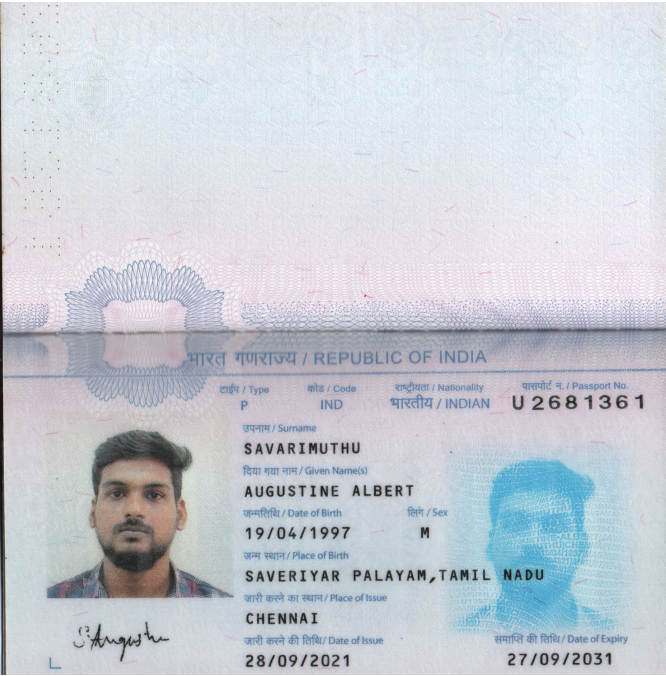 भारत गणराज्य / REPUBLIC OF INDIA
टाईप / Type कोड / Code राष्ट्रीयता / Nationality पासपोर्ट न. / Passport No.
P IND भारतीय / INDIAN U2681361
उपनाम / Surname
SAVARIMUTHU
दिया गया नाम / Given Name(s)
AUGUSTINE ALBERT
जन्मतिथि / Date of Birth लिंग / Sex
19/04/1997 M
जन्म स्थान / Place of Birth
SAVERIYAR PALAYAM,TAMIL NADU
जारी करने का स्थान / Place of Issue
CHENNAI
जारी करने की तिथि / Date of Issue समाप्ति की तिथि / Date of Expiry
28/09/2021 27/09/2031